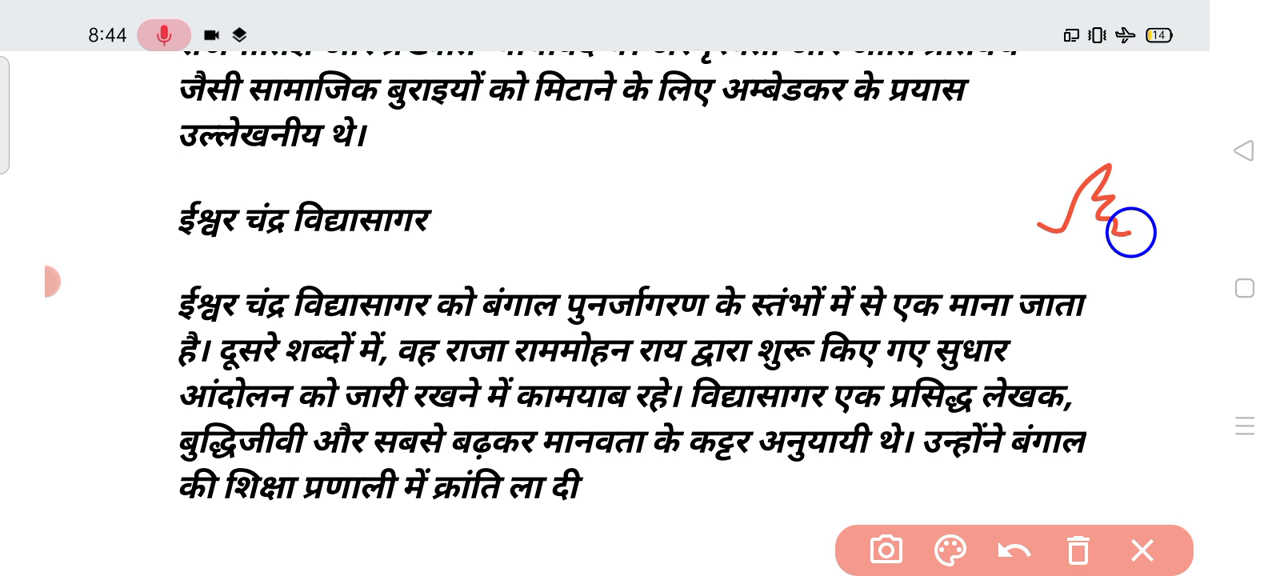 8:44
14
जैसी सामाजिक बुराइयों को मिटाने के लिए अम्बेडकर के प्रयास
उल्लेखनीय थे।
ईश्वर चंद्र विद्यासागर
ईश्वर चंद्र विद्यासागर को बंगाल पुनर्जागरण के स्तंभों में से एक माना जाता
है। दूसरे शब्दों में, वह राजा राममोहन राय द्वारा शुरू किए गए सुधार
आंदोलन को जारी रखने में कामयाब रहे। विद्यासागर एक प्रसिद्ध लेखक,
बुद्धिजीवी और सबसे बढ़कर मानवता के कट्टर अनुयायी थे। उन्होंने बंगाल
की शिक्षा प्रणाली में क्रांति ला दी